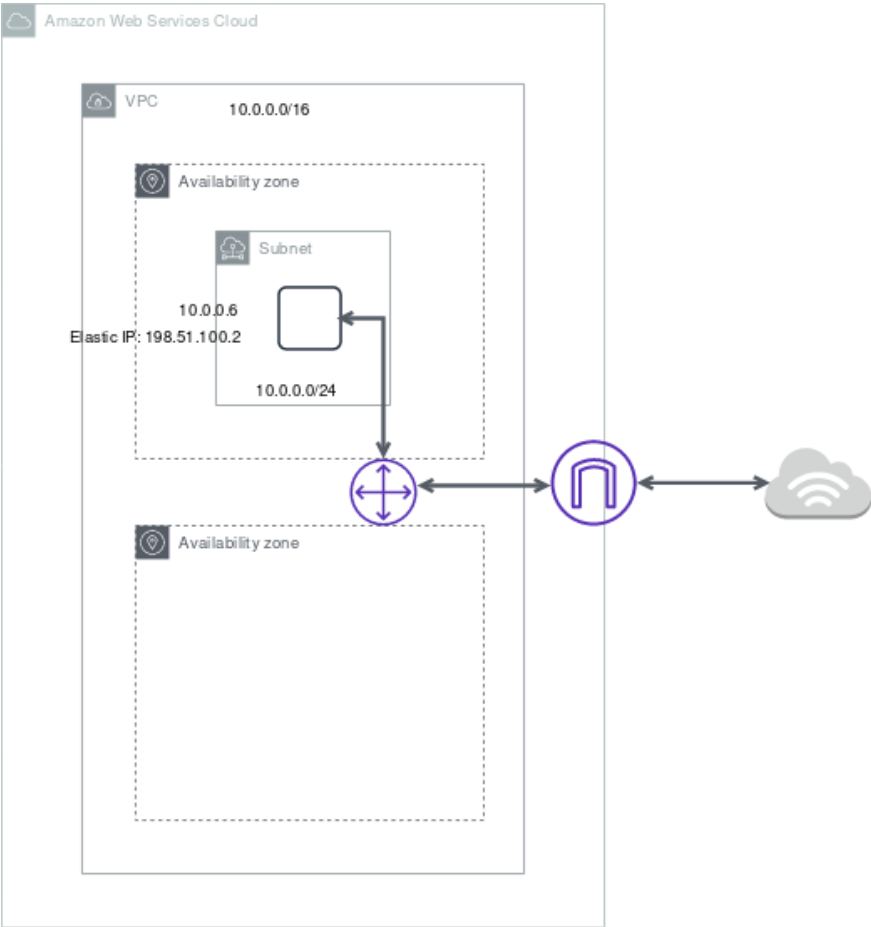 Amazon Web Services Cloud
VPC
10.0.0.0/16
Availability zone
Subnet
10.0.0.6
Elastic IP: 198.51.100.2
10.0.0.0/24
Availability zone